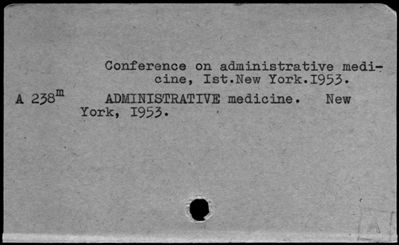 Conference on administrative medi-
cine, Ist.New York.I953.
A 238m ADMINISTRATIVE medicine. New
York, I953.
A